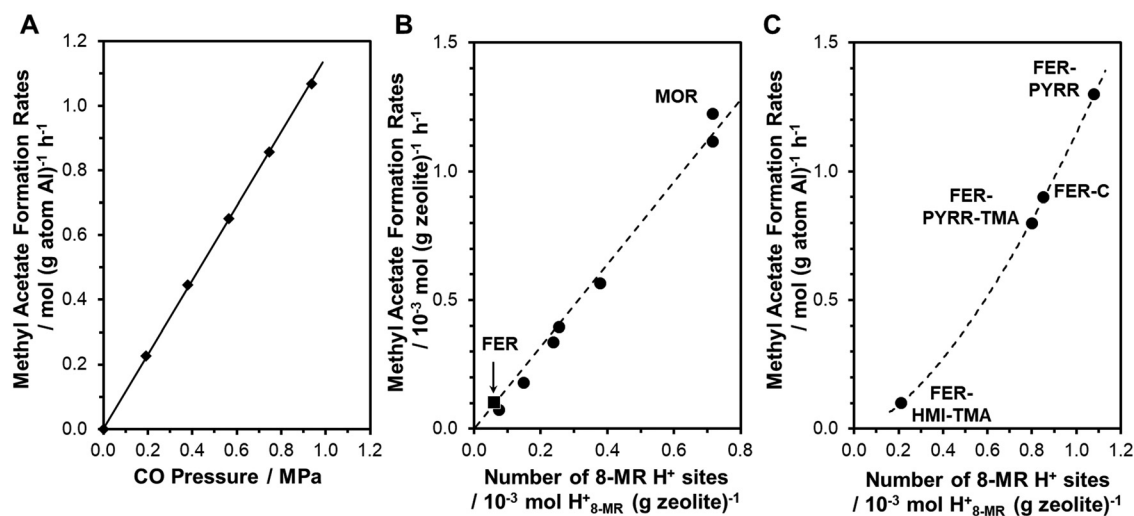 A
Methyl Acetate Formation Rates
/ mol (g atom Al)⁻¹ h⁻¹
1.2
1.0
0.8
0.6
0.4
0.2
0.0
0.0 0.2 0.4 0.6 0.8 1.0 1.2
CO Pressure / MPa
B
Methyl Acetate Formation Rates
/ 10⁻³ mol (g zeolite)⁻¹ h⁻¹
1.5
1.0
0.5
0.0
MOR
FER
0.0 0.2 0.4 0.6 0.8
Number of 8-MR H⁺ sites
/ 10⁻³ mol H⁺8-MR (g zeolite)⁻¹
C
Methyl Acetate Formation Rates
/ mol (g atom Al)⁻¹ h⁻¹
1.5
1.0
0.5
0.0
FER-
PYRR
FER-
PYRR-TMA
FER-C
FER-
HMI-TMA
0.0 0.2 0.4 0.6 0.8 1.0 1.2
Number of 8-MR H⁺ sites
/ 10⁻³ mol H⁺8-MR (g zeolite)⁻¹